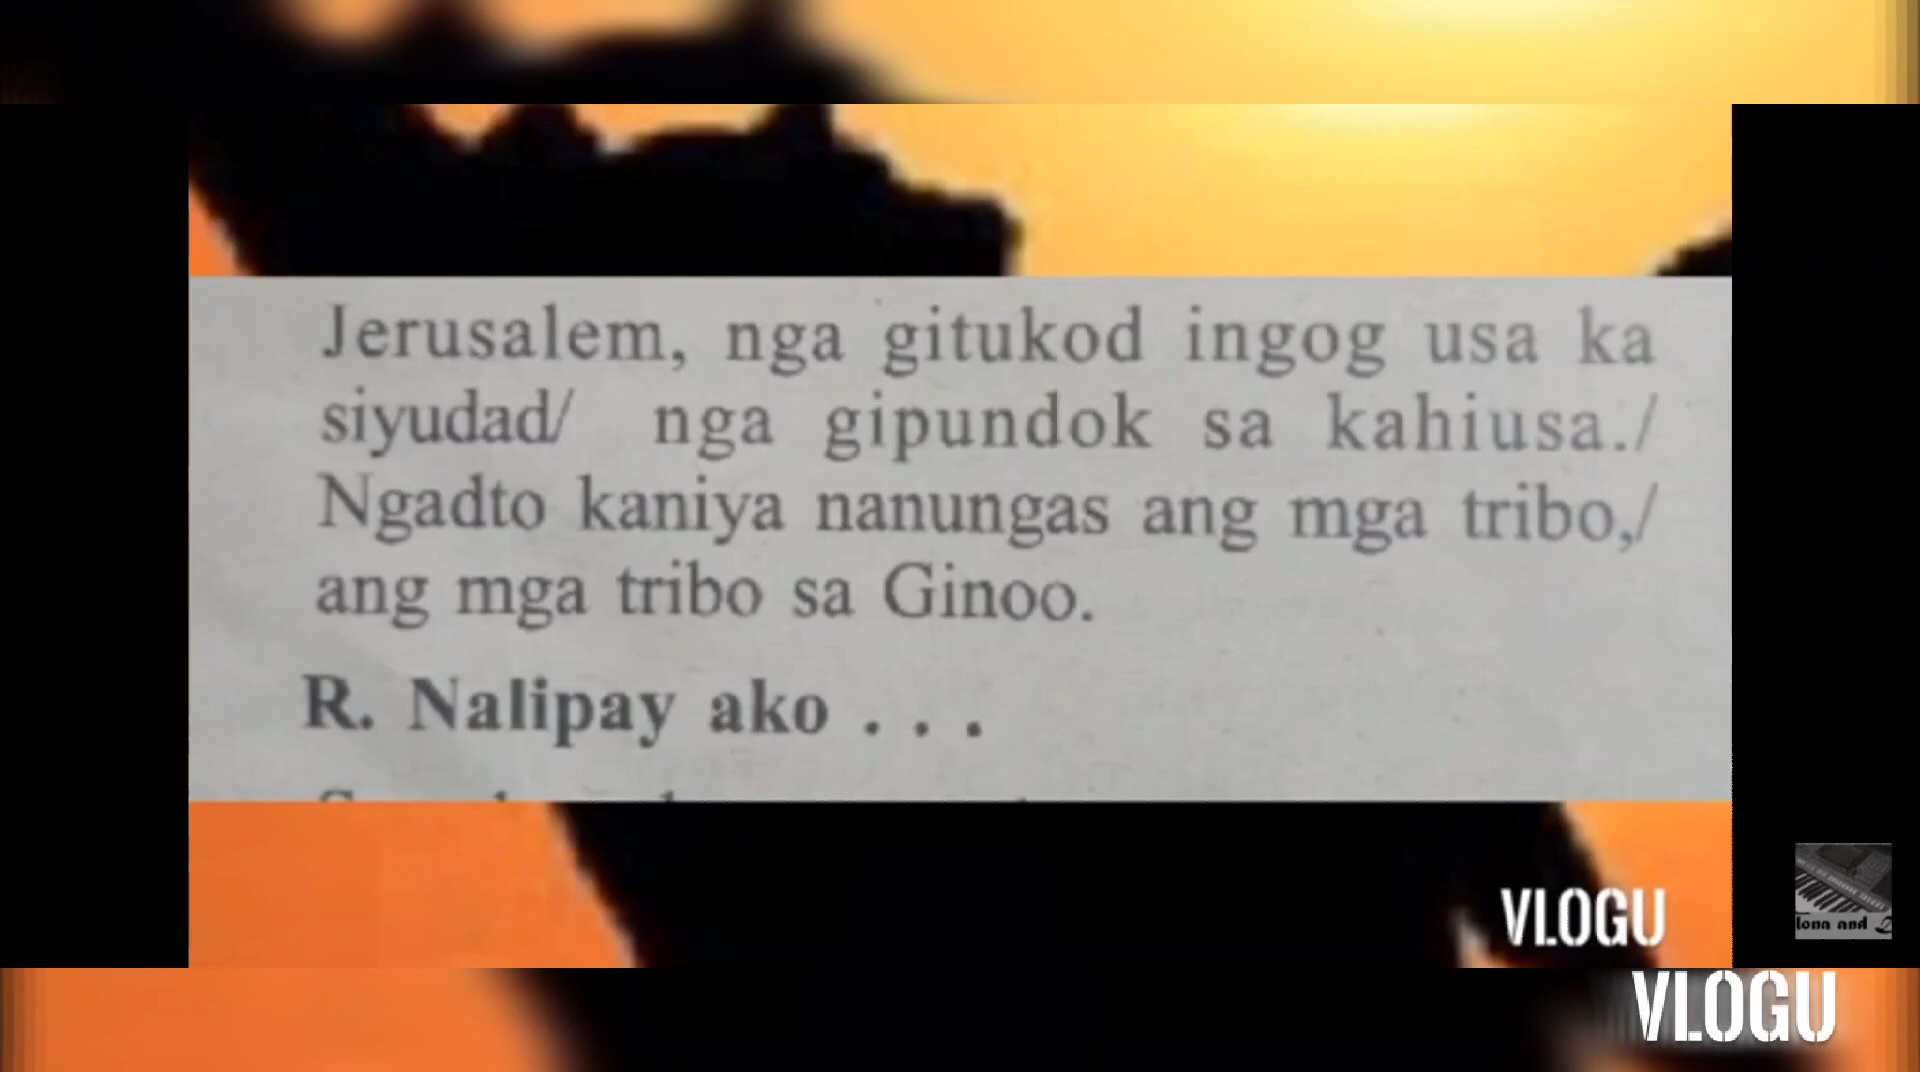 Jerusalem, nga gitukod ingog usa ka
siyudad/ nga gipundok sa kahiusa./
Ngadto kaniya nanungas ang mga tribo,/
ang mga tribo sa Ginoo.
R. Nalipay ako . . .
VLOGU
VLOGU